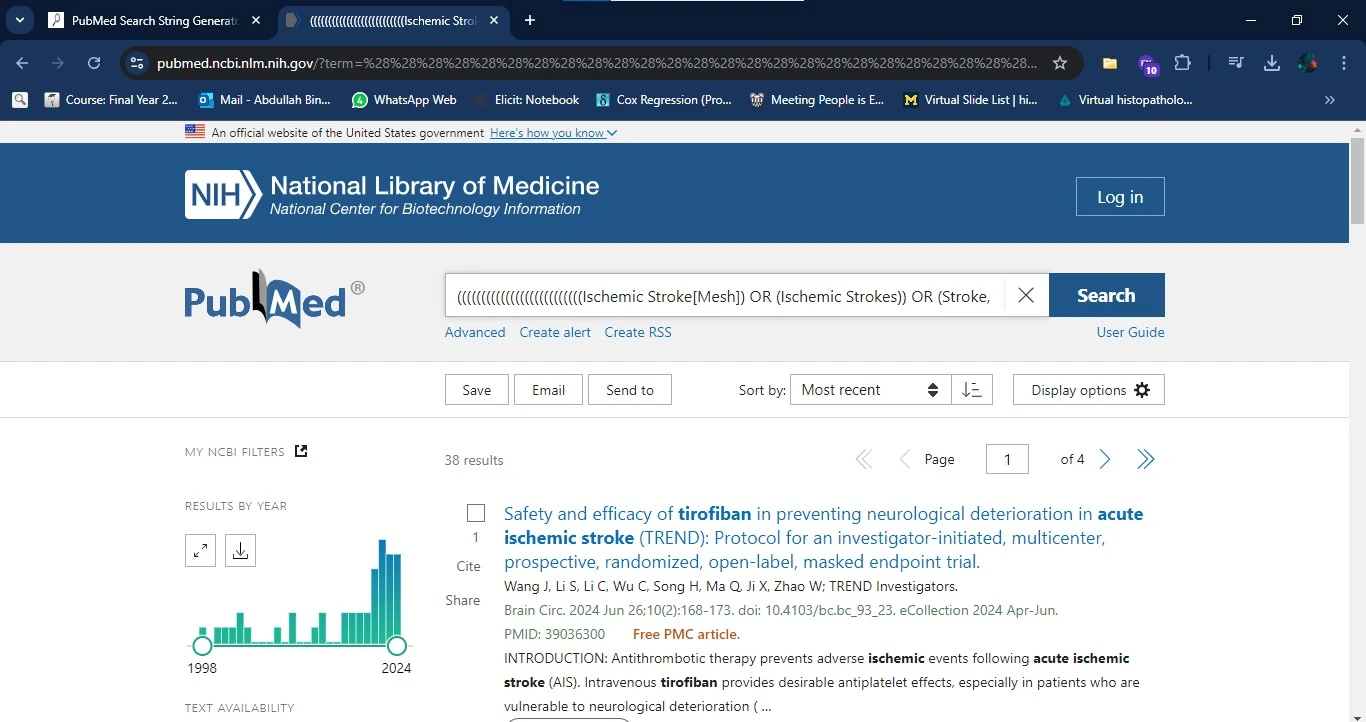 PubMed Search String Generato
((((((((((((((((((((((((((Ischemic Stro
pubmed.ncbi.nlm.nih.gov/?term=%28%28%28%28%28%28%28%28%28%28%28%28%28%28%28%28%28%28%28%28%28%28%28%28%28...
10
Course: Final Year 2...
Mail - Abdullah Bin...
WhatsApp Web
Elicit: Notebook
Cox Regression (Pro...
Meeting People is E...
Virtual Slide List | hi...
Virtual histopatholo...
An official website of the United States government Here's how you know
NIH National Library of Medicine
National Center for Biotechnology Information
Log in
PubMed®
((((((((((((((((((((((((((Ischemic Stroke[Mesh]) OR (Ischemic Strokes)) OR (Stroke,
Search
Advanced Create alert Create RSS
User Guide
Save Email Send to
Sort by: Most recent
Display options
MY NCBI FILTERS
38 results
Page 1 of 4
RESULTS BY YEAR
1998 2024
TEXT AVAILABILITY
1
Cite
Share
Safety and efficacy of tirofiban in preventing neurological deterioration in acute
ischemic stroke (TREND): Protocol for an investigator-initiated, multicenter,
prospective, randomized, open-label, masked endpoint trial.
Wang J, Li S, Li C, Wu C, Song H, Ma Q, Ji X, Zhao W; TREND Investigators.
Brain Circ. 2024 Jun 26;10(2):168-173. doi: 10.4103/bc.bc_93_23. eCollection 2024 Apr-Jun.
PMID: 39036300 Free PMC article.
INTRODUCTION: Antithrombotic therapy prevents adverse ischemic events following acute ischemic
stroke (AIS). Intravenous tirofiban provides desirable antiplatelet effects, especially in patients who are
vulnerable to neurological deterioration ( ...